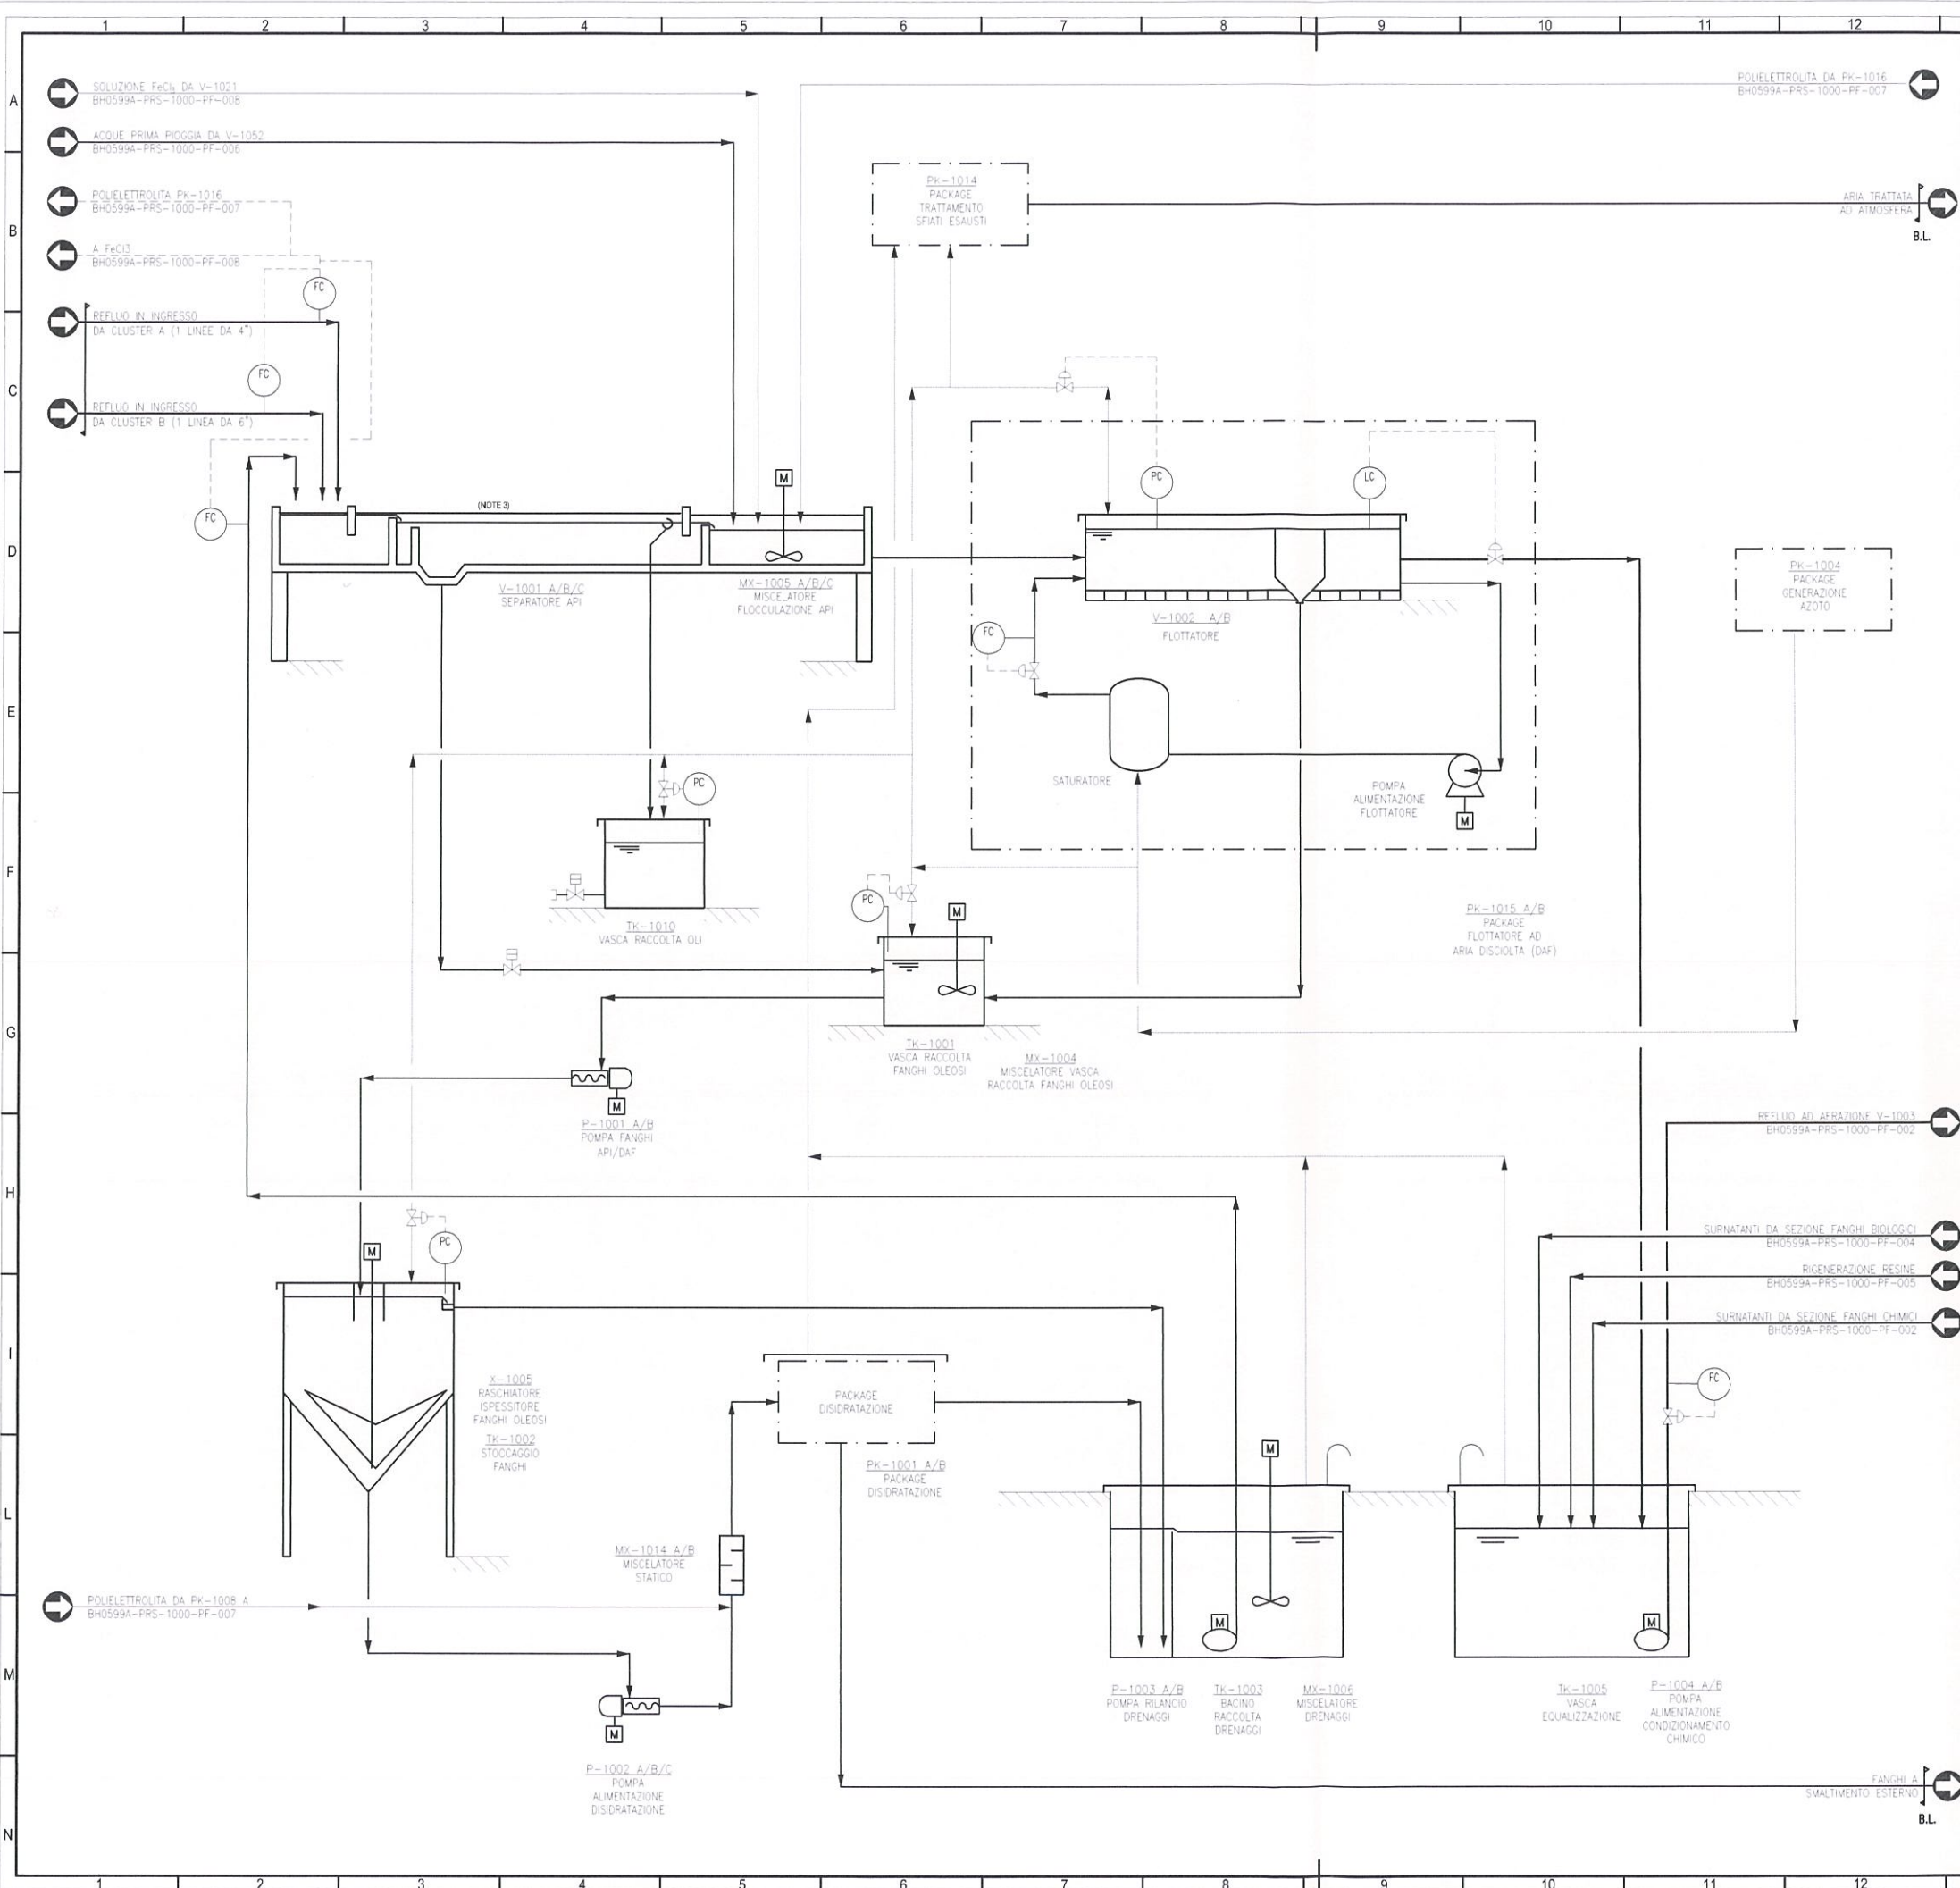 1 2 3 4 5 6 7 8 9 10 11 12
A
B
C
D
E
F
G
H
I
L
M
N
SOLUZIONE FeCl3 DA V-1021
BH0599A-PRS-1000-PF-008
ACQUE PRIMA PIOGGIA DA V-1052
BH0599A-PRS-1000-PF-006
POLIELETTROLITA PK-1016
BH0599A-PRS-1000-PF-007
A FeCl3
BH0599A-PRS-1000-PF-008
REFLUO IN INGRESSO
DA CLUSTER A (1 LINEE DA 4")
REFLUO IN INGRESSO
DA CLUSTER B (1 LINEA DA 6")
FC
FC
FC
POLIELETTROLITA DA PK-1016
BH0599A-PRS-1000-PF-007
PK-1014
PACKAGE
TRATTAMENTO
SFIATI ESAUSTI
ARIA TRATTATA
AD ATMOSFERA
B.L.
(NOTE 3)
M
V-1001 A/B/C
SEPARATORE API
MX-1005 A/B/C
MISCELATORE
FLOCCULAZIONE API
PC
LC
V-1002 A/B
FLOTTATORE
FC
SATURATORE
POMPA
ALIMENTAZIONE
FLOTTATORE
M
PK-1004
PACKAGE
GENERAZIONE
AZOTO
PC
TK-1010
VASCA RACCOLTA OLI
PC
M
PK-1015 A/B
PACKAGE
FLOTTATORE AD
ARIA DISCIOLTA (DAF)
TK-1001
VASCA RACCOLTA
FANGHI OLEOSI
MX-1004
MISCELATORE VASCA
RACCOLTA FANGHI OLEOSI
M
P-1001 A/B
POMPA FANGHI
API/DAF
REFLUO AD AERAZIONE V-1003
BH0599A-PRS-1000-PF-002
SURNATANTI DA SEZIONE FANGHI BIOLOGICI
BH0599A-PRS-1000-PF-004
RIGENERAZIONE RESINE
BH0599A-PRS-1000-PF-005
SURNATANTI DA SEZIONE FANGHI CHIMICI
BH0599A-PRS-1000-PF-002
M
PC
X-1005
RASCHIATORE
ISPESSITORE
FANGHI OLEOSI
TK-1002
STOCCAGGIO
FANGHI
PACKAGE
DISIDRATAZIONE
PK-1001 A/B
PACKAGE
DISIDRATAZIONE
FC
M
M
M
MX-1014 A/B
MISCELATORE
STATICO
POLIELETTROLITA DA PK-1008 A
BH0599A-PRS-1000-PF-007
M
P-1002 A/B/C
POMPA
ALIMENTAZIONE
DISIDRATAZIONE
P-1003 A/B
POMPA RILANCIO
DRENAGGI
TK-1003
BACINO
RACCOLTA
DRENAGGI
MX-1006
MISCELATORE
DRENAGGI
TK-1005
VASCA
EQUALIZZAZIONE
P-1004 A/B
POMPA
ALIMENTAZIONE
CONDIZIONAMENTO
CHIMICO
FANGHI A
SMALTIMENTO ESTERNO
B.L.
1 2 3 4 5 6 7 8 9 10 11 12